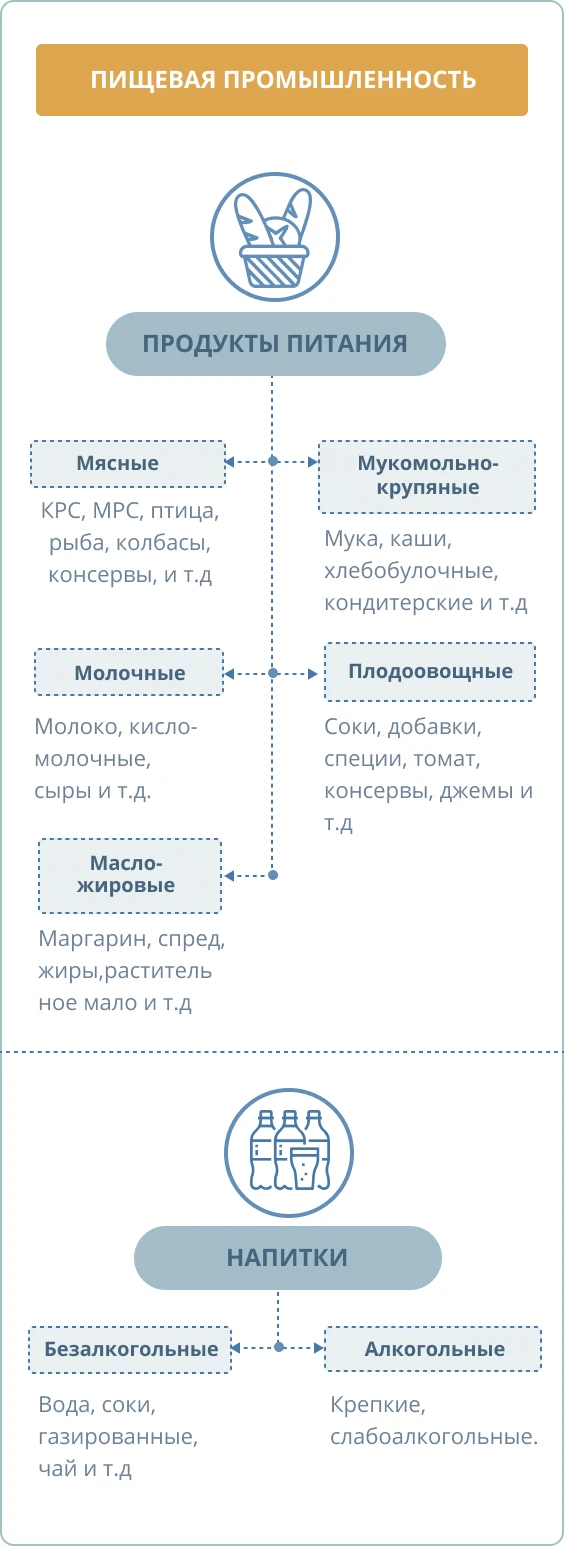 ПИЩЕВАЯ ПРОМЫШЛЕННОСТЬ
ПРОДУКТЫ ПИТАНИЯ
Мясные
КРС, МРС, птица,
рыба, колбасы,
консервы, и т.д
Мукомольно-
крупяные
Мука, каши,
хлебобулочные,
кондитерские и т.д
Молочные
Молоко, кисло-
молочные,
сыры и т.д.
Плодоовощные
Соки, добавки,
специи, томат,
консервы, джемы и
т.д
Масло-
жировые
Маргарин, спред,
жиры,раститель
ное мало и т.д
НАПИТКИ
Безалкогольные
Вода, соки,
газированные,
чай и т.д
Алкогольные
Крепкие,
слабоалкогольные.